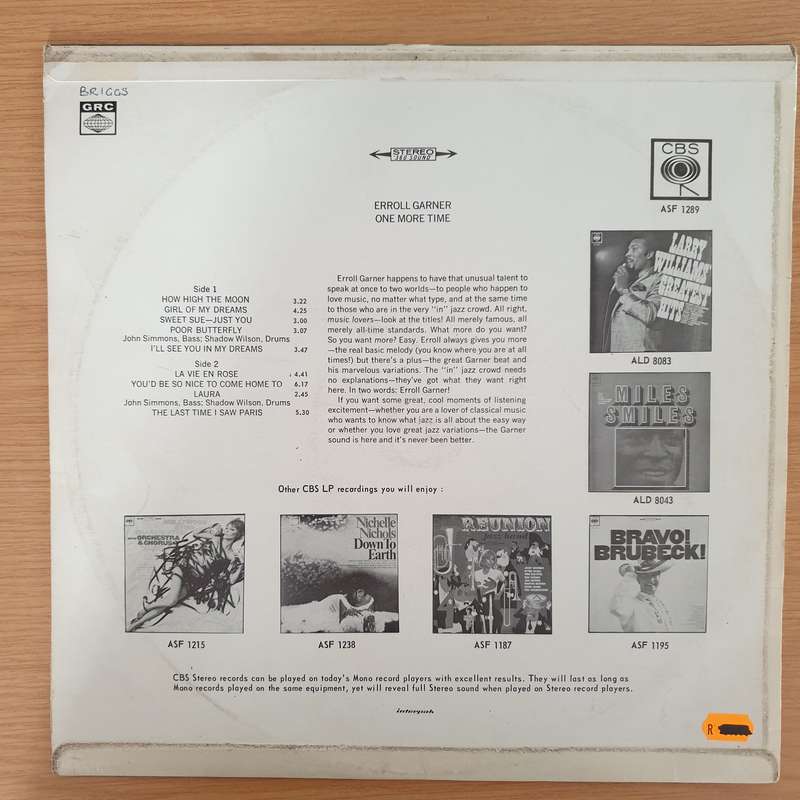 BRIGGS
GRC
STEREO
360 SOUND
CBS
ASF 1289
ERROLL GARNER
ONE MORE TIME
Side 1
HOW HIGH THE MOON 3.22
GIRL OF MY DREAMS 4.25
SWEET SUE—JUST YOU 3.00
POOR BUTTERFLY 3.07
John Simmons, Bass; Shadow Wilson, Drums
I'LL SEE YOU IN MY DREAMS 3.47
Side 2
LA VIE EN ROSE 4.41
YOU'D BE SO NICE TO COME HOME TO 6.17
LAURA 2.45
John Simmons, Bass; Shadow Wilson, Drums
THE LAST TIME I SAW PARIS 5.30
Erroll Garner happens to have that unusual talent to
speak at once to two worlds—to people who happen to
love music, no matter what type, and at the same time
to those who are in the very "in" jazz crowd. All right,
music lovers—look at the titles! All merely famous, all
merely all-time standards. What more do you want?
So you want more? Easy. Erroll always gives you more
—the real basic melody (you know where you are at all
times!) but there's a plus—the great Garner beat and
his marvelous variations. The "in" jazz crowd needs
no explanations—they've got what they want right
here. In two words: Erroll Garner!
If you want some great, cool moments of listening
excitement—whether you are a lover of classical music
who wants to know what jazz is all about the easy way
or whether you love great jazz variations—the Garner
sound is here and it's never been better.
LARRY
WILLIAMS'
GREATEST
HITS
ALD 8083
MILES
SMILES
ALD 8043
Other CBS LP recordings you will enjoy :
ORCHESTRA
& CHORUS
ASF 1215
Nichelle
Nichols
Down To
Earth
ASF 1238
REUNION
jazz band
ASF 1187
BRAVO!
BRUBECK!
ASF 1195
CBS Stereo records can be played on today's Mono record players with excellent results. They will last as long as
Mono records played on the same equipment, yet will reveal full Stereo sound when played on Stereo record players.
interpak
R